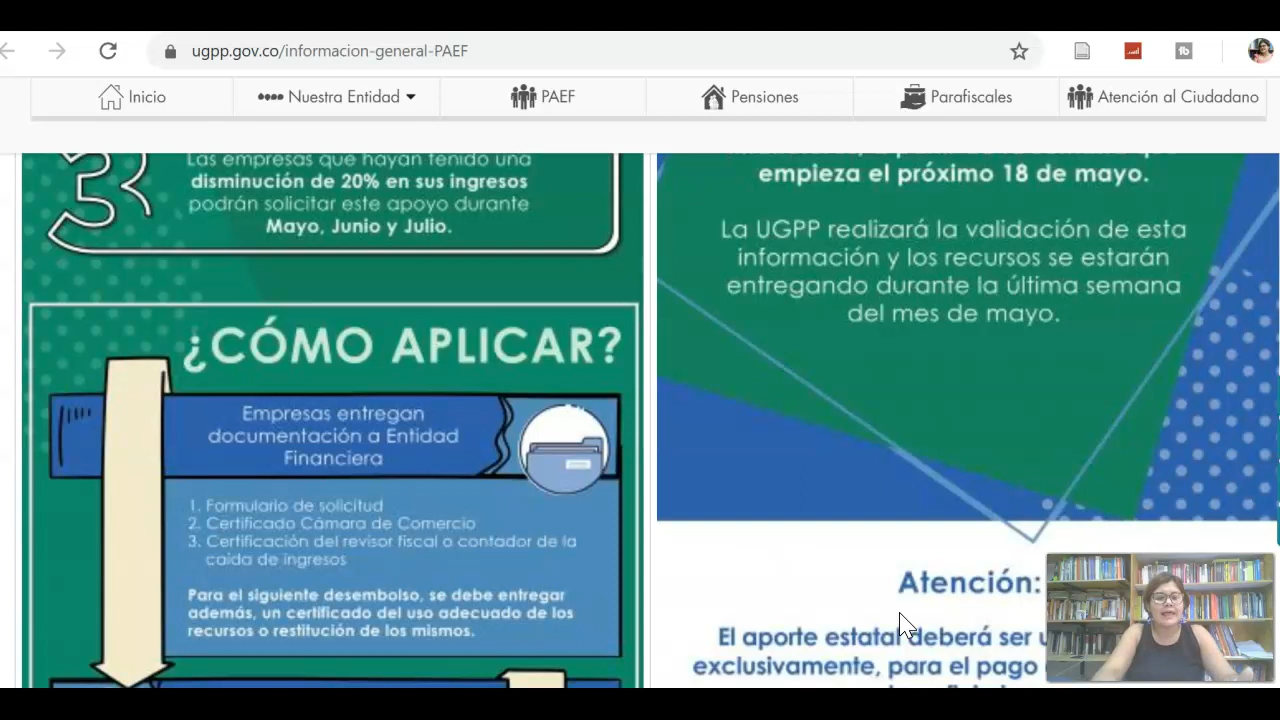 ugpp.gov.co/informacion-general-PAEF
Inicio
Nuestra Entidad
PAEF
Pensiones
Parafiscales
Atención al Ciudadano
3
Las empresas que hayan tenido una
disminución de 20% en sus ingresos
podrán solicitar este apoyo durante
Mayo, Junio y Julio.
¿CÓMO APLICAR?
Empresas entregan
documentación a Entidad
Financiera
1. Formulario de solicitud
2. Certificado Cámara de Comercio
3. Certificación del revisor fiscal o contador de la
caída de ingresos
Para el siguiente desembolso, se debe entregar
además, un certificado del uso adecuado de los
recursos o restitución de los mismos.
empieza el próximo 18 de mayo.
La UGPP realizará la validación de esta
información y los recursos se estarán
entregando durante la última semana
del mes de mayo.
Atención:
El aporte estatal deberá ser
exclusivamente, para el pago